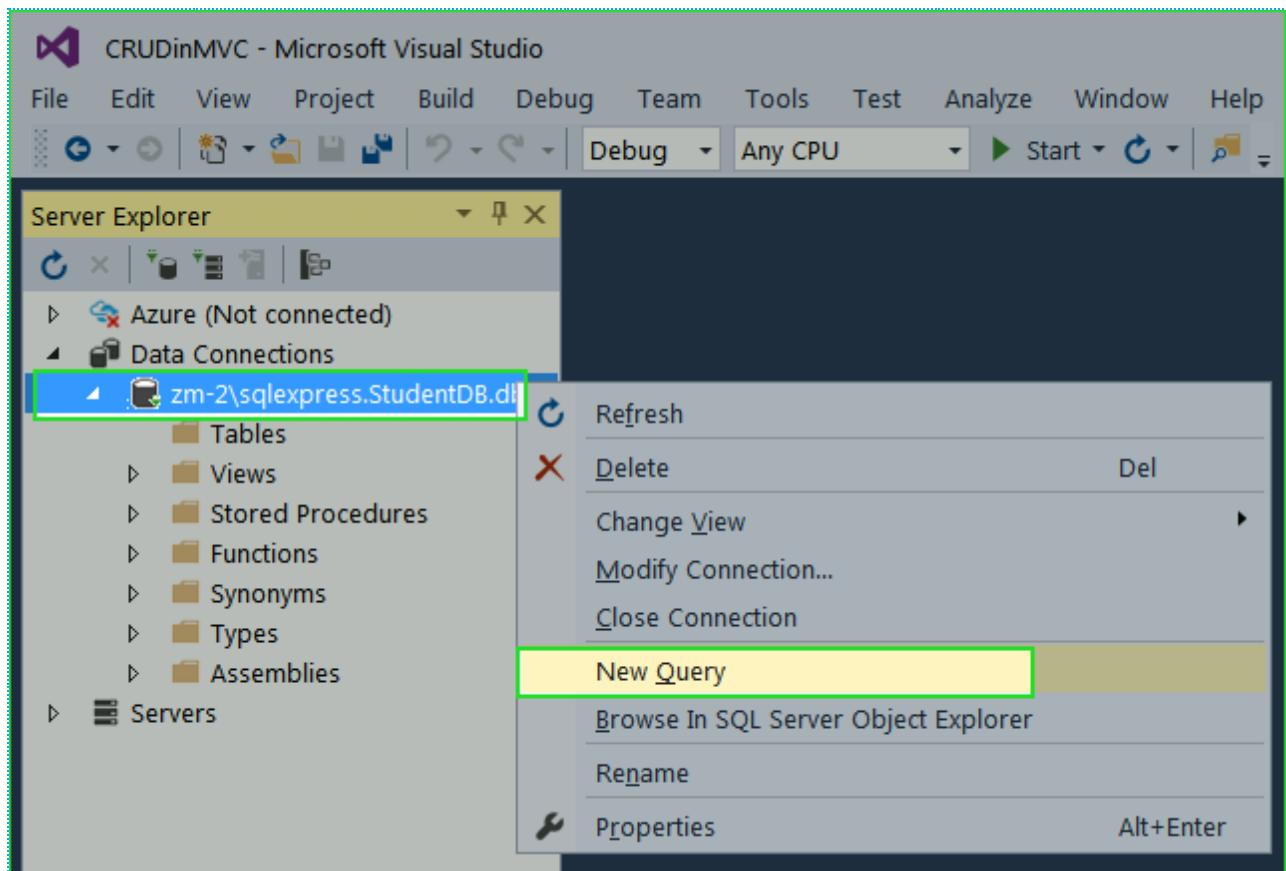 CRUDinMVC - Microsoft Visual Studio
File Edit View Project Build Debug Team Tools Test Analyze Window Help
Debug Any CPU Start
Server Explorer
Azure (Not connected)
Data Connections
zm-2\sqlexpress.StudentDB.db
Tables
Views
Stored Procedures
Functions
Synonyms
Types
Assemblies
Servers
Refresh
Delete Del
Change View
Modify Connection...
Close Connection
New Query
Browse In SQL Server Object Explorer
Rename
Properties Alt+Enter